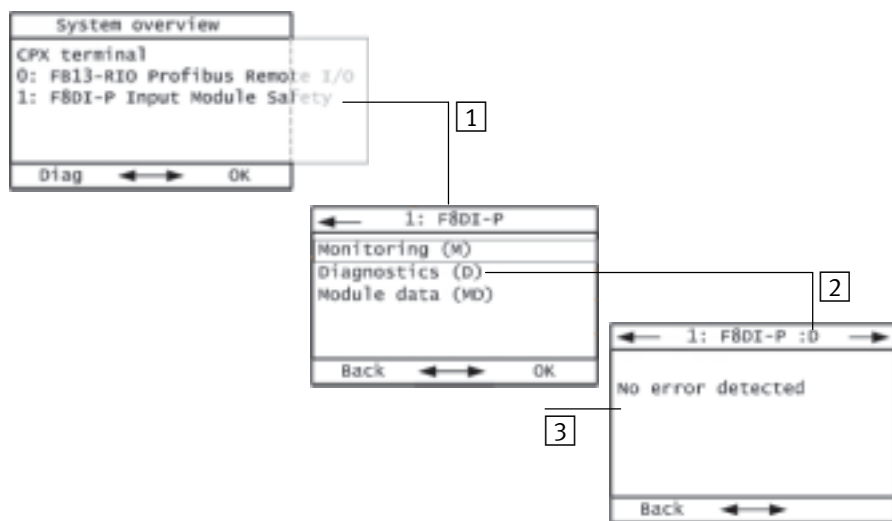 System overview
CPX terminal
0: FB13-RIO Profibus Remote I/O
1: F8DI-P Input Module Safety
Diag OK
1
1: F8DI-P
Monitoring (M)
Diagnostics (D)
Module data (MD)
Back OK
2
1: F8DI-P :D
No error detected
Back
3